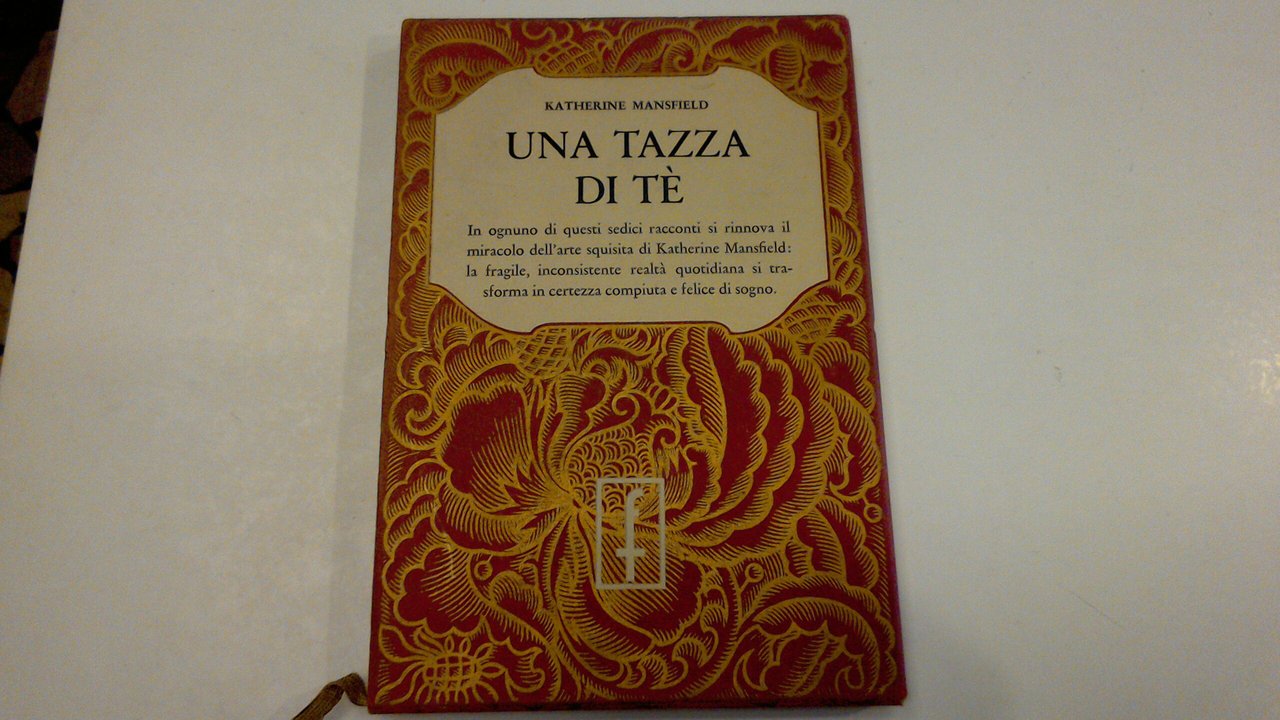 KATHERINE MANSFIELD
UNA TAZZA
DI TÈ
In ognuno di questi sedici racconti si rinnova il
miracolo dell'arte squisita di Katherine Mansfield:
la fragile, inconsistente realtà quotidiana si tra-
sforma in certezza compiuta e felice di sogno.
f